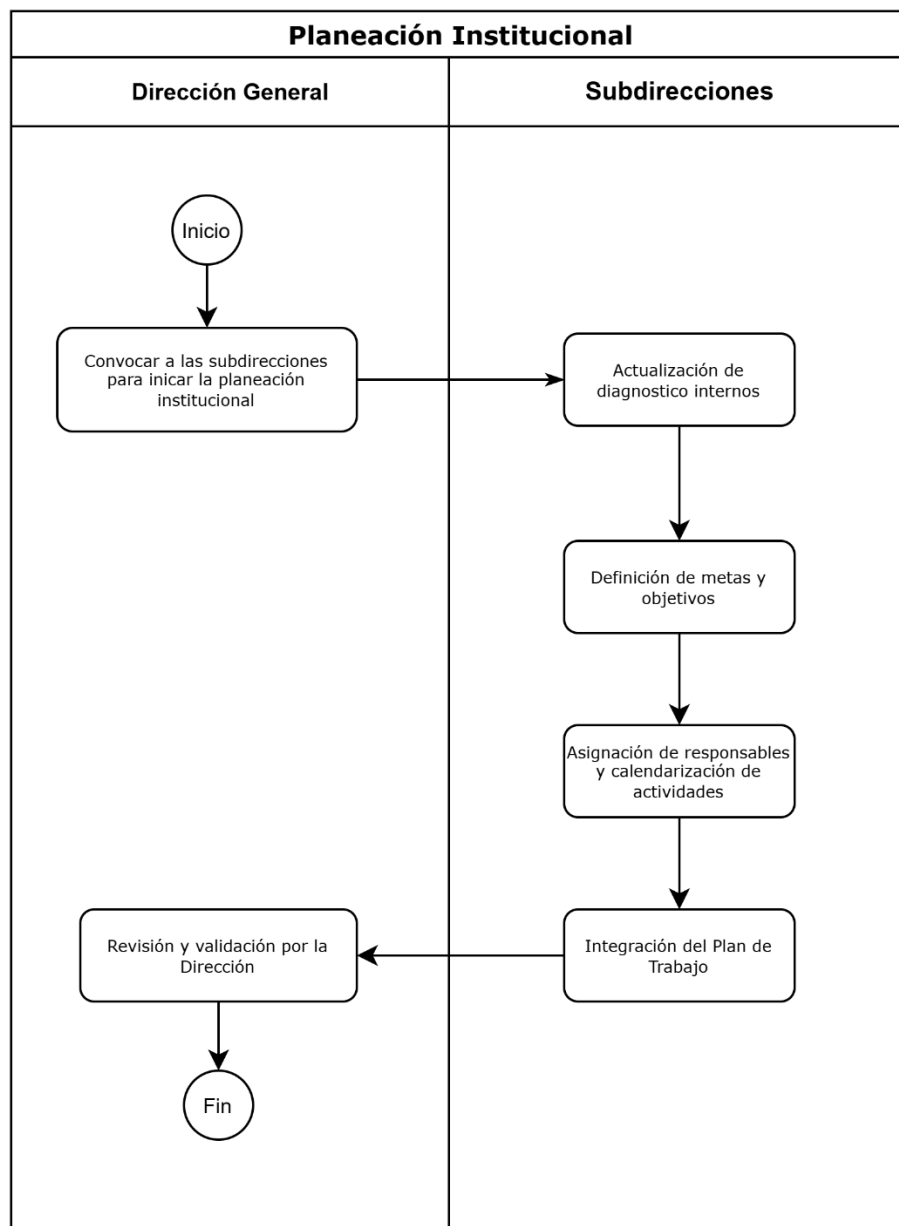 Planeación Institucional
Dirección General
Subdirecciones
Inicio
Convocar a las subdirecciones
para inicar la planeación
institucional
Actualización de
diagnostico internos
Definición de metas y
objetivos
Asignación de responsables
y calendarización de
actividades
Integración del Plan de
Trabajo
Revisión y validación por la
Dirección
Fin